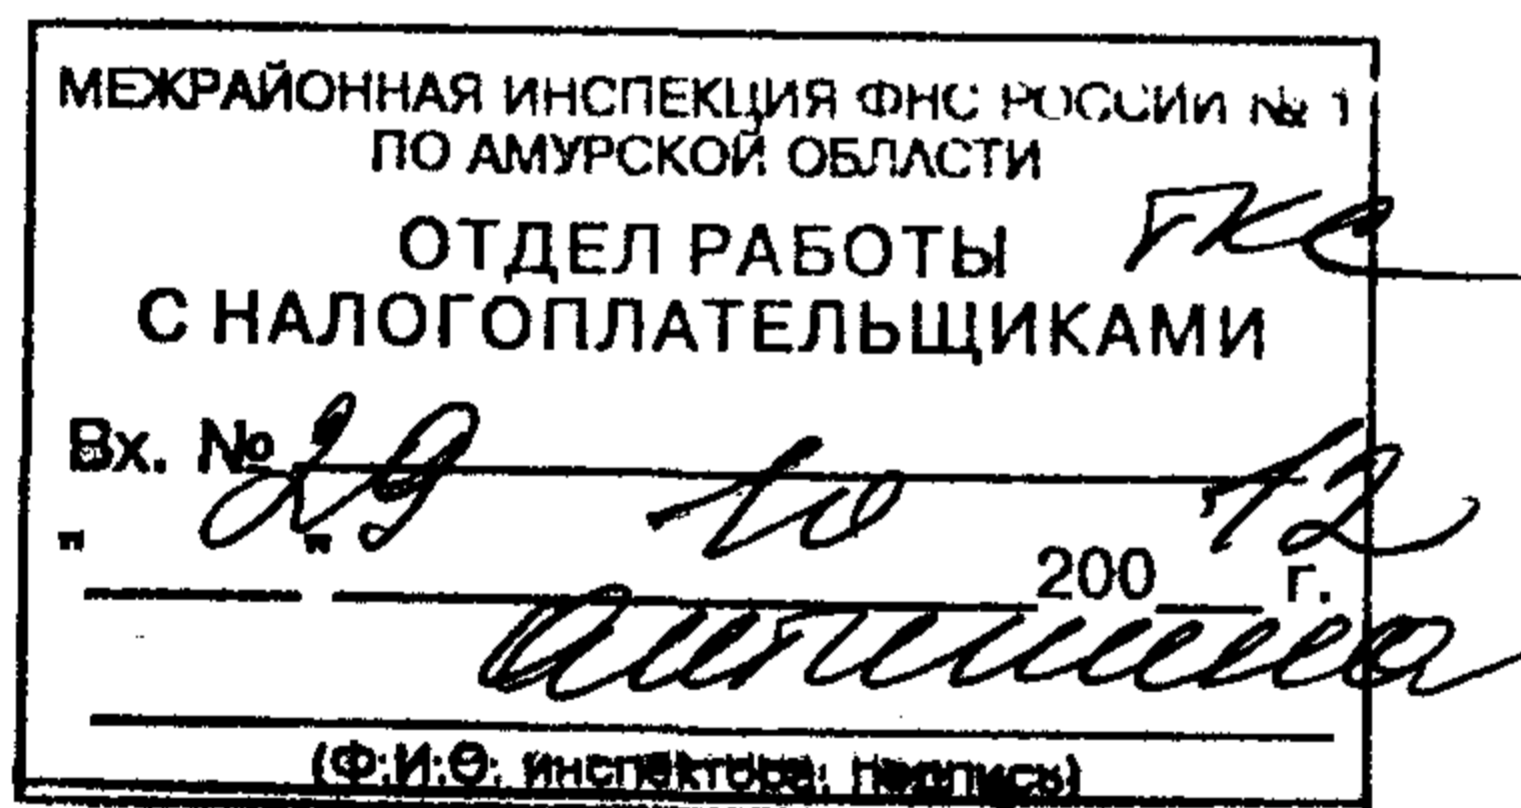 МЕЖРАЙОННАЯ ИНСПЕКЦИЯ ФНС РОССИИ № 1
ПО АМУРСКОЙ ОБЛАСТИ
ОТДЕЛ РАБОТЫ
С НАЛОГОПЛАТЕЛЬЩИКАМИ
Вх. №
" 29 " 10 200 12 г.
(Ф.И.О. инспектора, подпись)